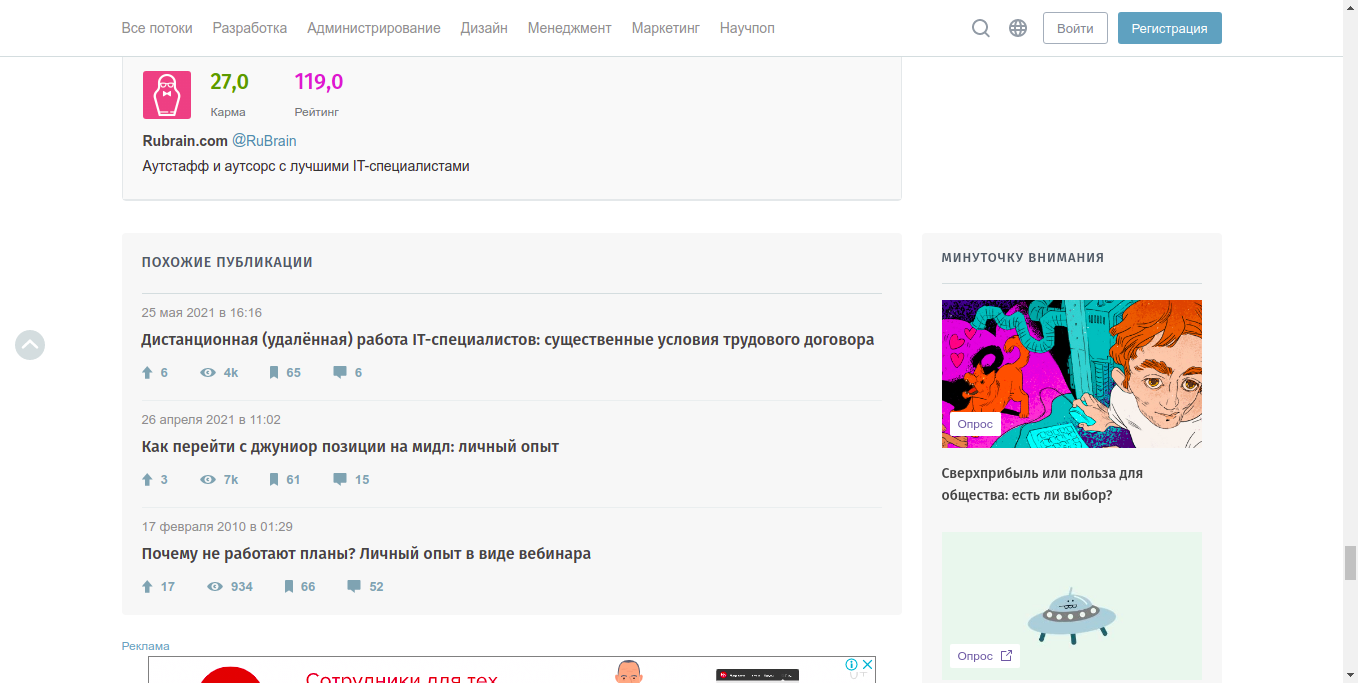 Все потоки Разработка Администрирование Дизайн Менеджмент Маркетинг Научпоп Войти Регистрация
27,0 119,0
Карма Рейтинг
Rubrain.com @RuBrain
Аутстафф и аутсорс с лучшими IT-специалистами
ПОХОЖИЕ ПУБЛИКАЦИИ
25 мая 2021 в 16:16
Дистанционная (удалённая) работа IT-специалистов: существенные условия трудового договора
6 4k 65 6
26 апреля 2021 в 11:02
Как перейти с джуниор позиции на мидл: личный опыт
3 7k 61 15
17 февраля 2010 в 01:29
Почему не работают планы? Личный опыт в виде вебинара
17 934 66 52
Реклама
Сотрудники для тех
МИНУТОЧКУ ВНИМАНИЯ
Опрос
Сверхприбыль или польза для
общества: есть ли выбор?
Опрос